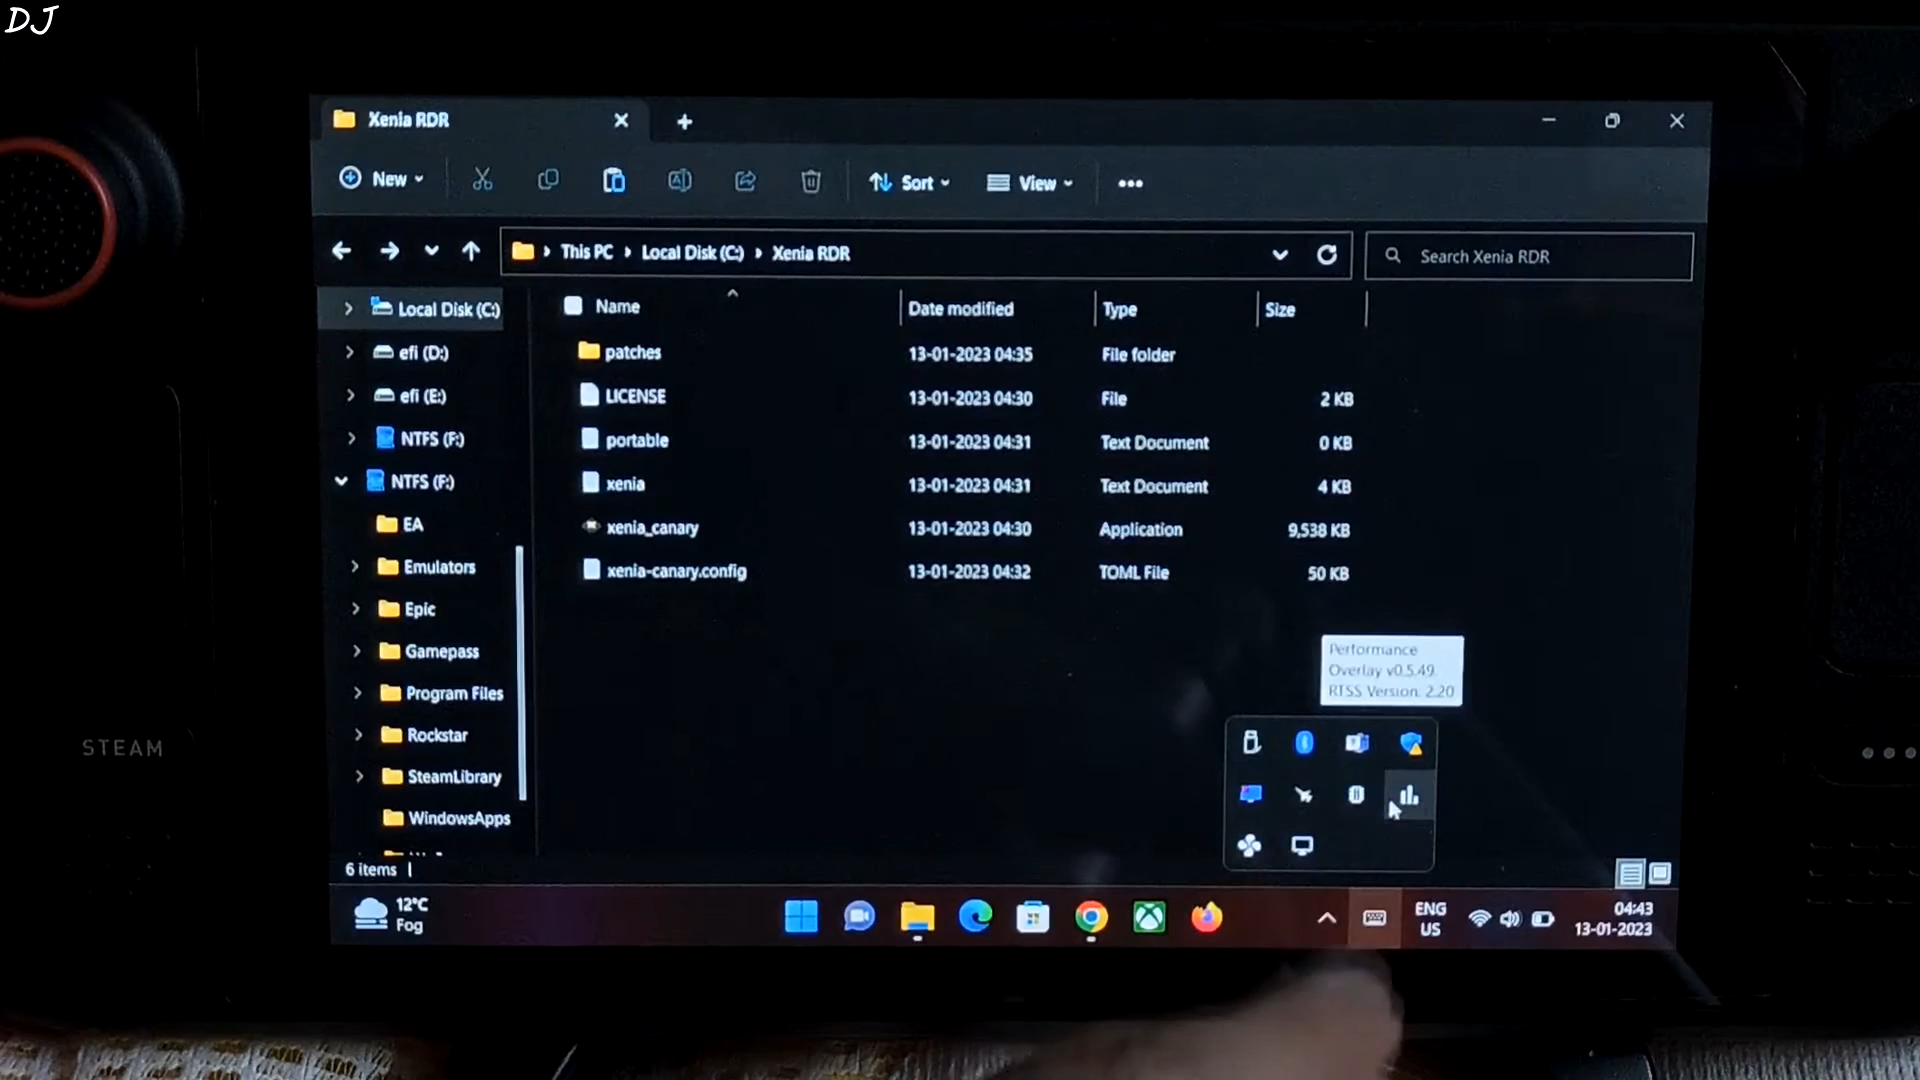 DJ
Xenia RDR
New
Sort
View
This PC
Local Disk (C:)
Xenia RDR
Search Xenia RDR
Local Disk (C:)
efi (D:)
efi (E:)
NTFS (F:)
NTFS (F:)
EA
Emulators
Epic
Gamepass
Program Files
Rockstar
SteamLibrary
WindowsApps
Name Date modified Type Size
patches 13-01-2023 04:35 File folder
LICENSE 13-01-2023 04:30 File 2 KB
portable 13-01-2023 04:31 Text Document 0 KB
xenia 13-01-2023 04:31 Text Document 4 KB
xenia_canary 13-01-2023 04:30 Application 9,538 KB
xenia-canary.config 13-01-2023 04:32 TOML File 50 KB
Performance
Overlay v0.5.49.
RTSS Version: 2.20
STEAM
6 items
12°C
Fog
ENG
US
04:43
13-01-2023